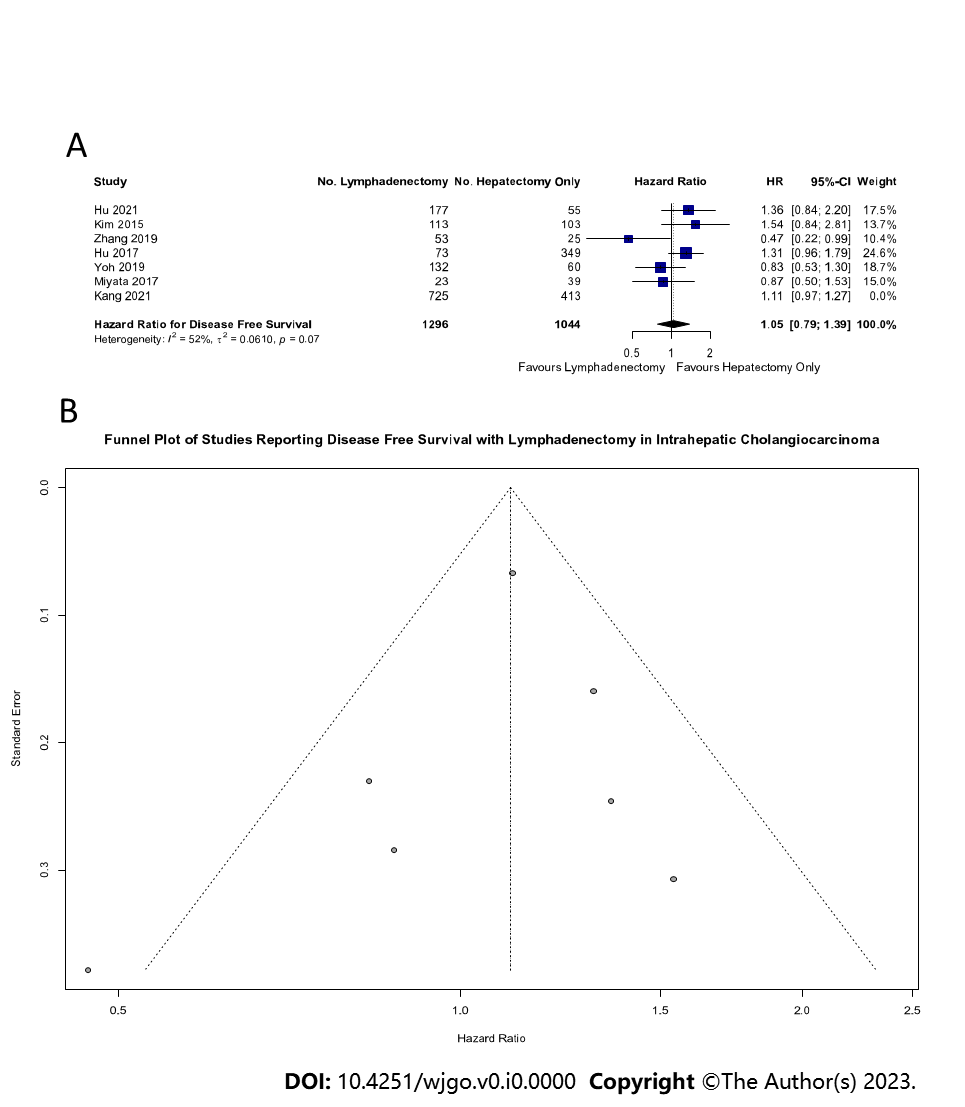 A
Study No. Lymphadenectomy No. Hepatectomy Only Hazard Ratio HR 95%-CI Weight
Hu 2021 177 55 1.36 [0.84; 2.20] 17.5%
Kim 2015 113 103 1.54 [0.84; 2.81] 13.7%
Zhang 2019 53 25 0.47 [0.22; 0.99] 10.4%
Hu 2017 73 349 1.31 [0.96; 1.79] 24.6%
Yoh 2019 132 60 0.83 [0.53; 1.30] 18.7%
Miyata 2017 23 39 0.87 [0.50; 1.53] 15.0%
Kang 2021 725 413 1.11 [0.97; 1.27] 0.0%
Hazard Ratio for Disease Free Survival 1296 1044 1.05 [0.79; 1.39] 100.0%
Heterogeneity: I² = 52%, τ² = 0.0610, p = 0.07
0.5 1 2
Favours Lymphadenectomy Favours Hepatectomy Only
B
Funnel Plot of Studies Reporting Disease Free Survival with Lymphadenectomy in Intrahepatic Cholangiocarcinoma
Standard Error
0.0
0.1
0.2
0.3
0.5 1.0 1.5 2.0 2.5
Hazard Ratio
DOI: 10.4251/wjgo.v0.i0.0000 Copyright ©The Author(s) 2023.